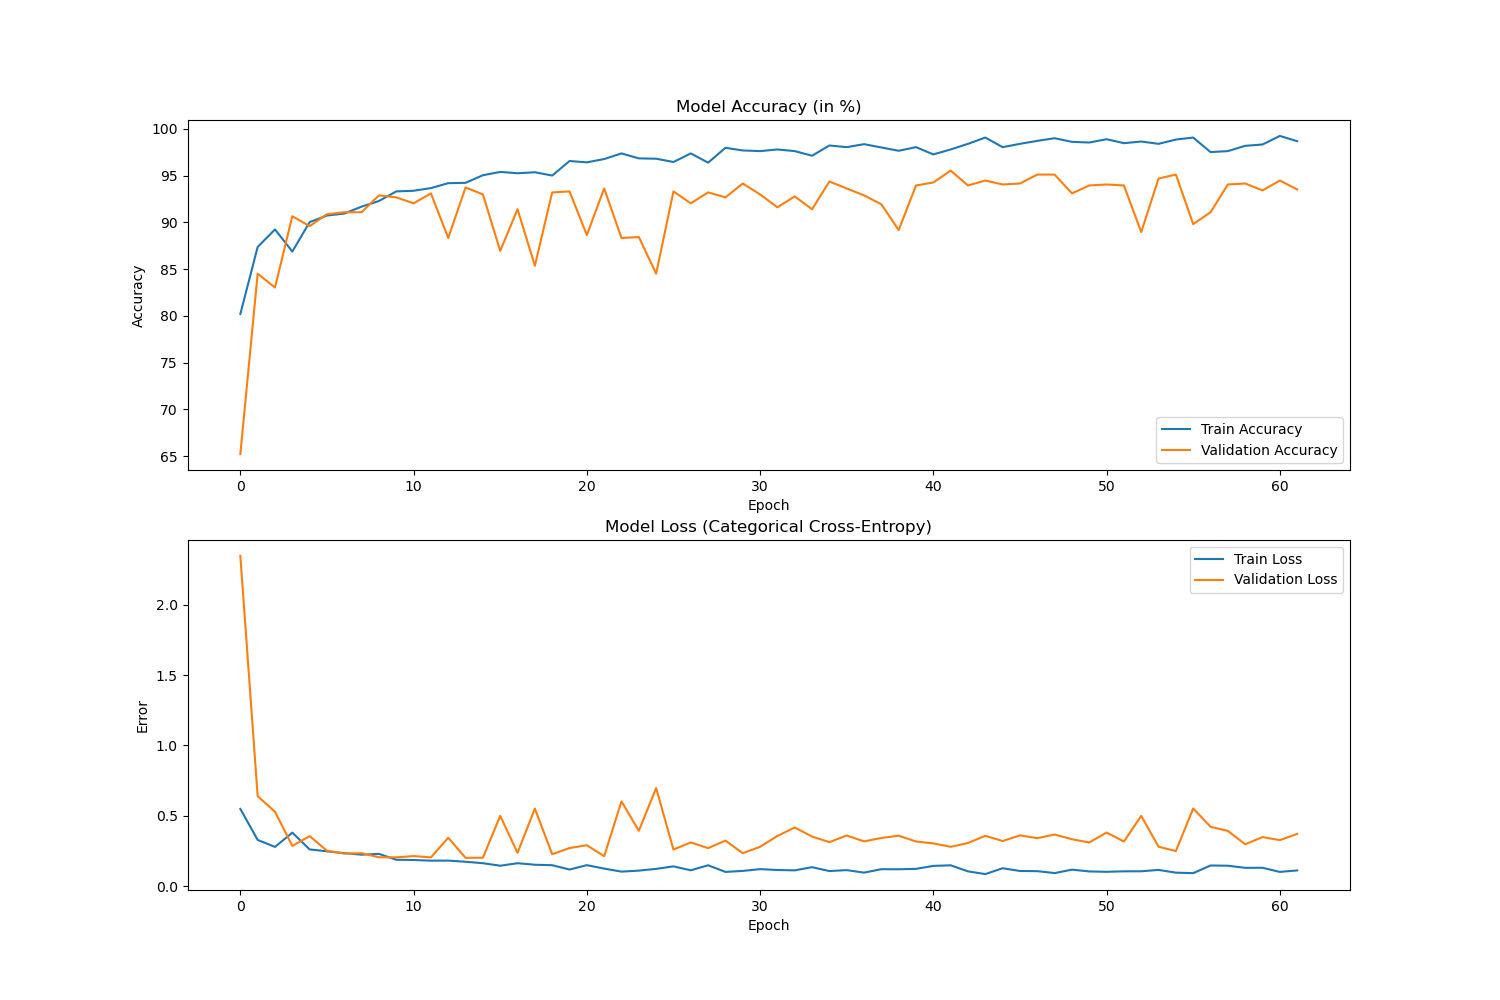 Model Accuracy (in %)
100
95
90
85
80
75
70
65
Accuracy
Train Accuracy
Validation Accuracy
0 10 20 30 40 50 60
Epoch
Model Loss (Categorical Cross-Entropy)
Train Loss
Validation Loss
2.0
1.5
1.0
0.5
0.0
Error
0 10 20 30 40 50 60
Epoch